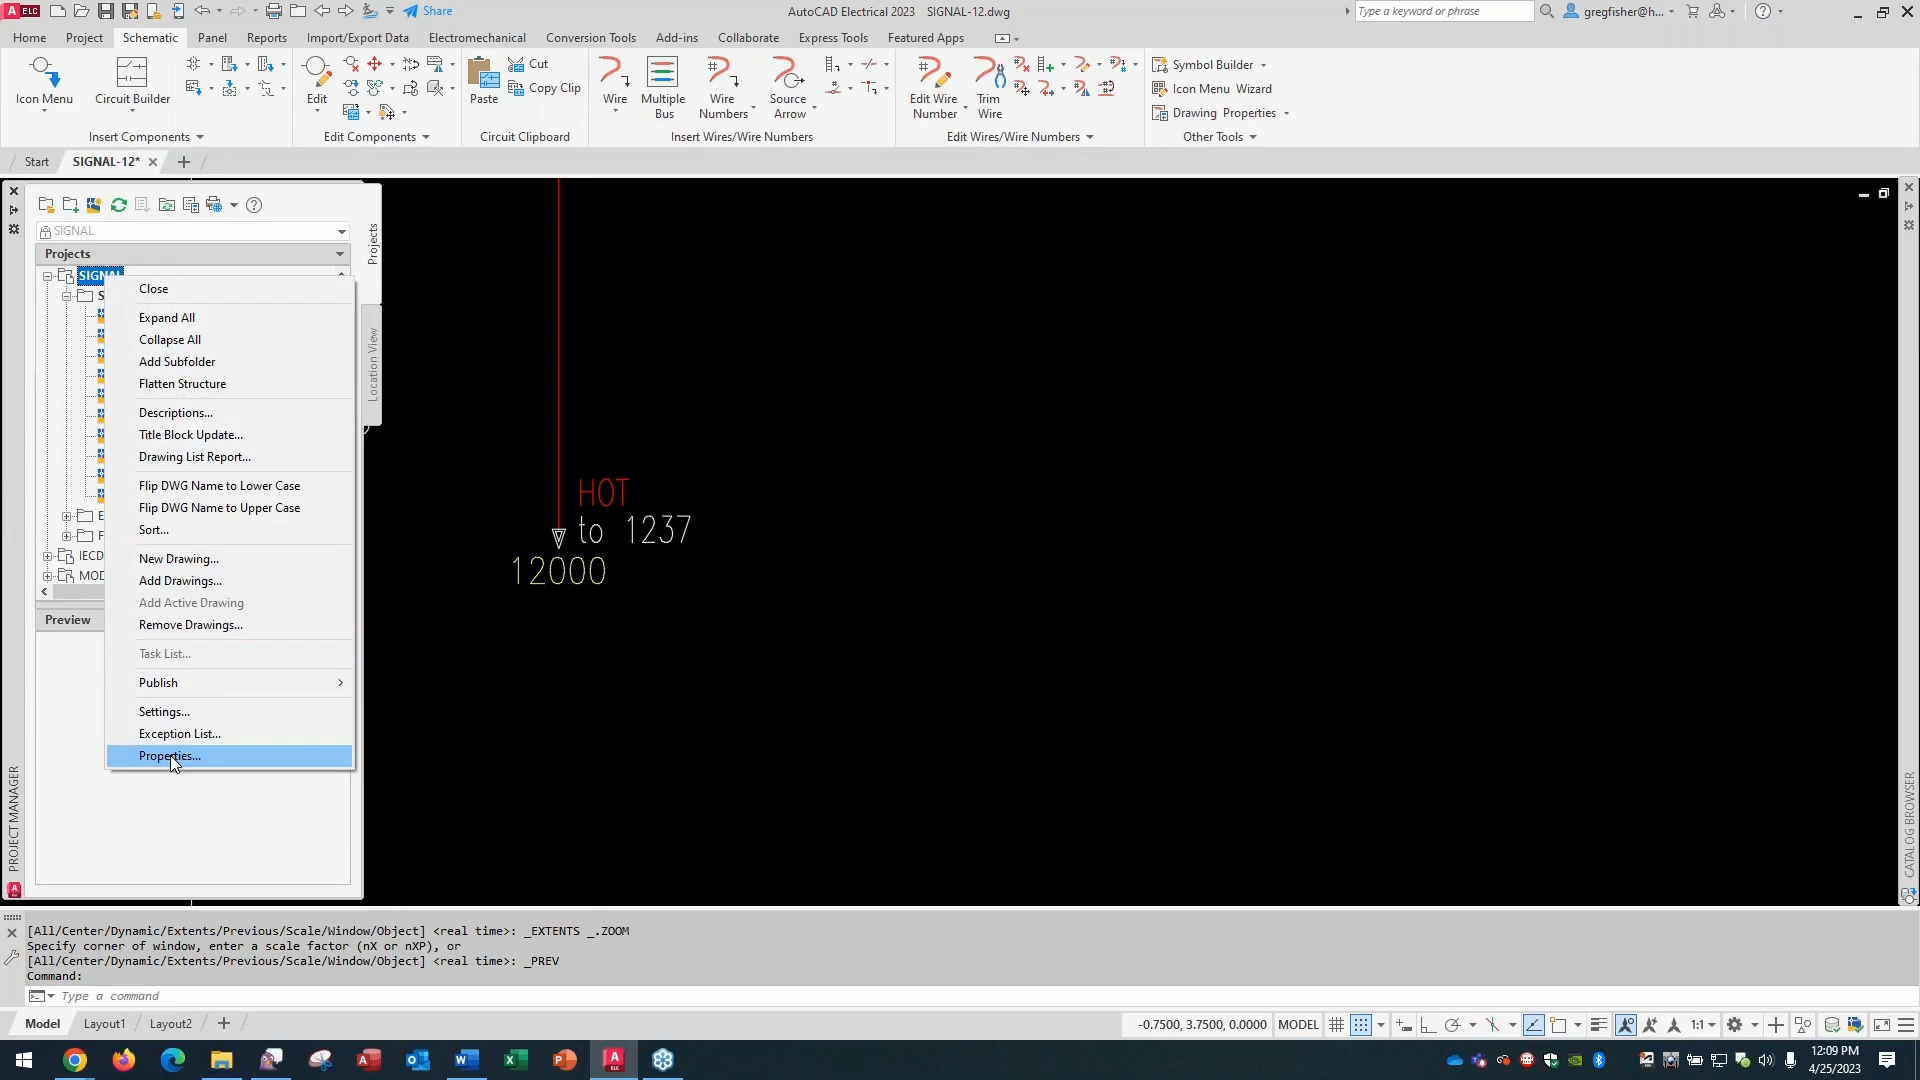 A ELC
Share
AutoCAD Electrical 2023 SIGNAL-12.dwg
Type a keyword or phrase
gregfisher@h...
Home
Project
Schematic
Panel
Reports
Import/Export Data
Electromechanical
Conversion Tools
Add-ins
Collaborate
Express Tools
Featured Apps
Icon Menu
Circuit Builder
Edit
Paste
Cut
Copy Clip
Wire
Multiple
Bus
Wire
Numbers
Source
Arrow
Edit Wire
Number
Trim
Wire
Symbol Builder
Icon Menu Wizard
Drawing Properties
Insert Components
Edit Components
Circuit Clipboard
Insert Wires/Wire Numbers
Edit Wires/Wire Numbers
Other Tools
Start
SIGNAL-12*
SIGNAL
Projects
SIGNAL
S
E
F
IECD
MOD
Preview
Projects
Location View
PROJECT MANAGER
CATALOG BROWSER
Close
Expand All
Collapse All
Add Subfolder
Flatten Structure
Descriptions...
Title Block Update...
Drawing List Report...
Flip DWG Name to Lower Case
Flip DWG Name to Upper Case
Sort...
New Drawing...
Add Drawings...
Add Active Drawing
Remove Drawings...
Task List...
Publish
Settings...
Exception List...
Properties...
HOT
to 1237
12000
[All/Center/Dynamic/Extents/Previous/Scale/Window/Object] <real time>: _EXTENTS _.ZOOM
Specify corner of window, enter a scale factor (nX or nXP), or
[All/Center/Dynamic/Extents/Previous/Scale/Window/Object] <real time>: _PREV
Command:
Type a command
Model
Layout1
Layout2
-0.7500, 3.7500, 0.0000
MODEL
1:1
12:09 PM
4/25/2023